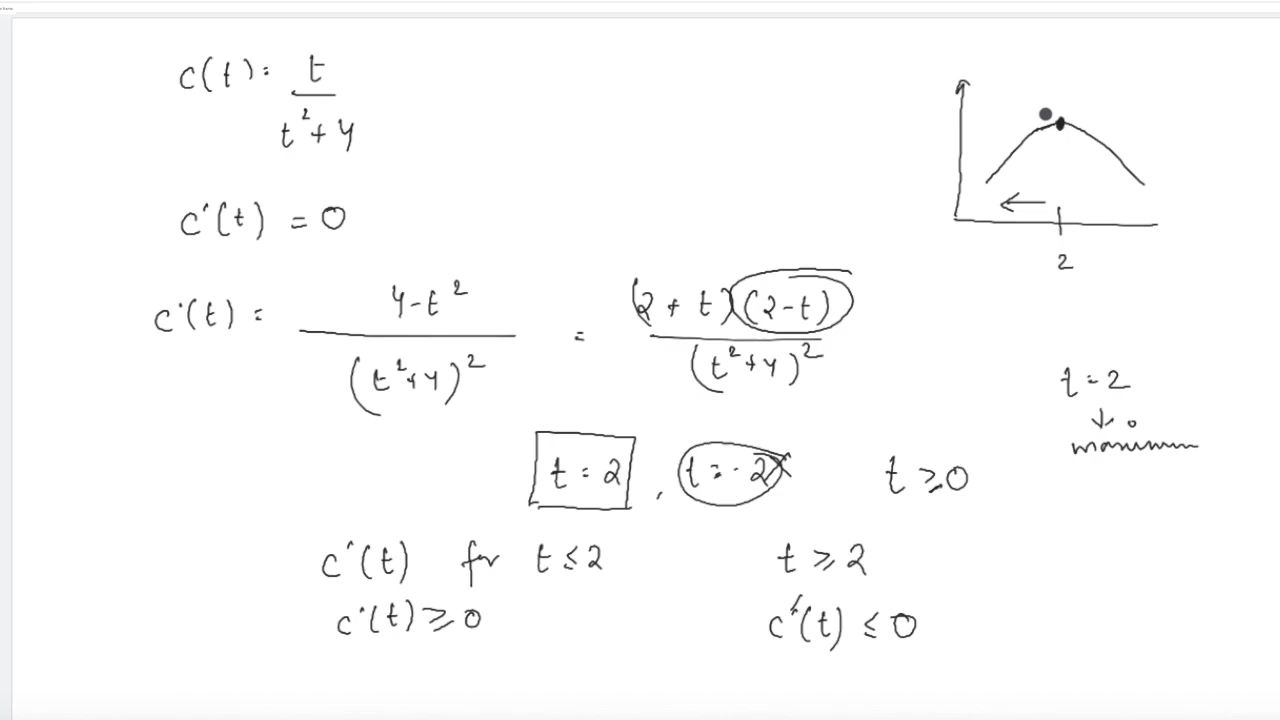 c(t) = t / t² + 4
c'(t) = 0
c'(t) = 4 - t² / (t² + 4)² = (2 + t)(2 - t) / (t² + 4)²
2
t = 2
maximum
t = 2 , t = -2 t ≥ 0
c'(t) for t ≤ 2 t ≥ 2
c'(t) ≥ 0 c'(t) ≤ 0